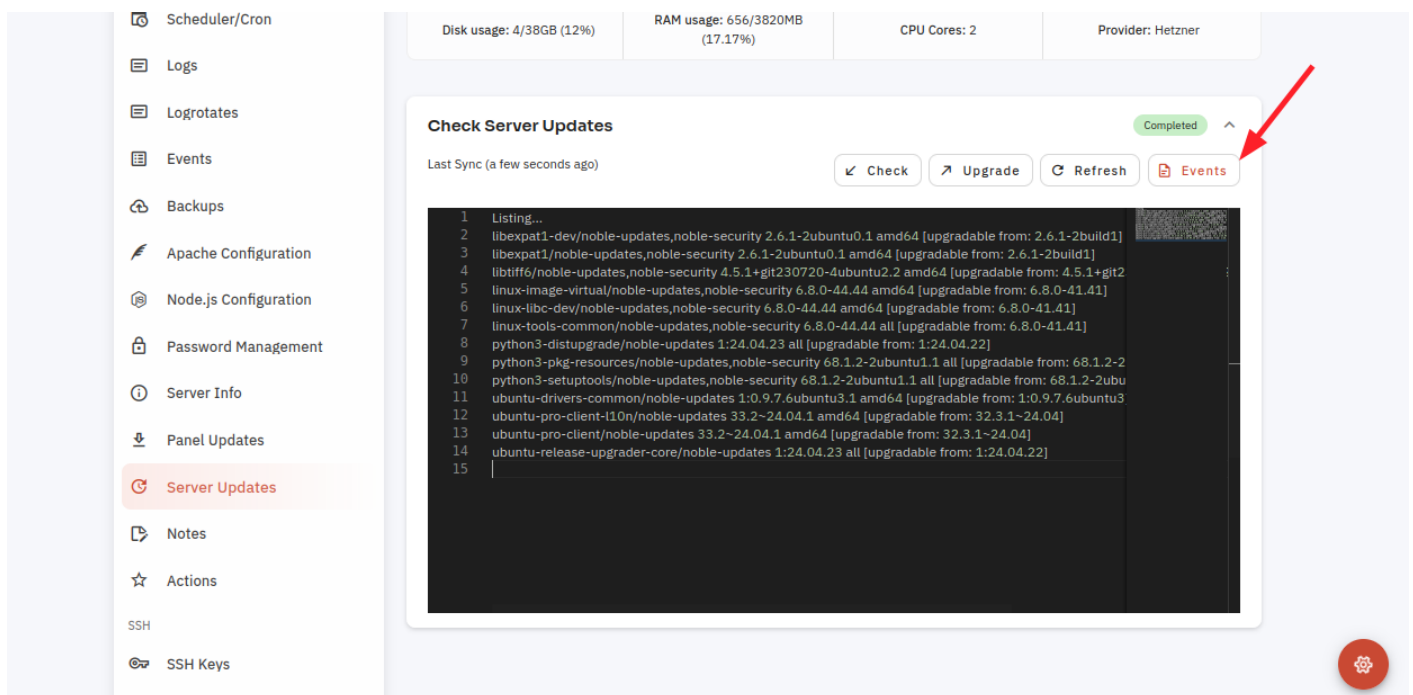 Scheduler/Cron
Logs
Logrotates
Events
Backups
Apache Configuration
Node.js Configuration
Password Management
Server Info
Panel Updates
Server Updates
Notes
Actions
SSH
SSH Keys
Disk usage: 4/38GB (12%)
RAM usage: 656/3820MB
(17.17%)
CPU Cores: 2
Provider: Hetzner
Check Server Updates
Completed
Last Sync (a few seconds ago)
Check
Upgrade
Refresh
Events
1 Listing...
2 libexpat1-dev/noble-updates,noble-security 2.6.1-2ubuntu0.1 amd64 [upgradable from: 2.6.1-2build1]
3 libexpat1/noble-updates,noble-security 2.6.1-2ubuntu0.1 amd64 [upgradable from: 2.6.1-2build1]
4 libtiff6/noble-updates,noble-security 4.5.1+git230720-4ubuntu2.2 amd64 [upgradable from: 4.5.1+git2
5 linux-image-virtual/noble-updates,noble-security 6.8.0-44.44 amd64 [upgradable from: 6.8.0-41.41]
6 linux-libc-dev/noble-updates,noble-security 6.8.0-44.44 amd64 [upgradable from: 6.8.0-41.41]
7 linux-tools-common/noble-updates,noble-security 6.8.0-44.44 all [upgradable from: 6.8.0-41.41]
8 python3-distupgrade/noble-updates 1:24.04.23 all [upgradable from: 1:24.04.22]
9 python3-pkg-resources/noble-updates,noble-security 68.1.2-2ubuntu1.1 all [upgradable from: 68.1.2-2
10 python3-setuptools/noble-updates,noble-security 68.1.2-2ubuntu1.1 all [upgradable from: 68.1.2-2ubu
11 ubuntu-drivers-common/noble-updates 1:0.9.7.6ubuntu3.1 amd64 [upgradable from: 1:0.9.7.6ubuntu3
12 ubuntu-pro-client-l10n/noble-updates 33.2~24.04.1 amd64 [upgradable from: 32.3.1~24.04]
13 ubuntu-pro-client/noble-updates 33.2~24.04.1 amd64 [upgradable from: 32.3.1~24.04]
14 ubuntu-release-upgrader-core/noble-updates 1:24.04.23 all [upgradable from: 1:24.04.22]
15